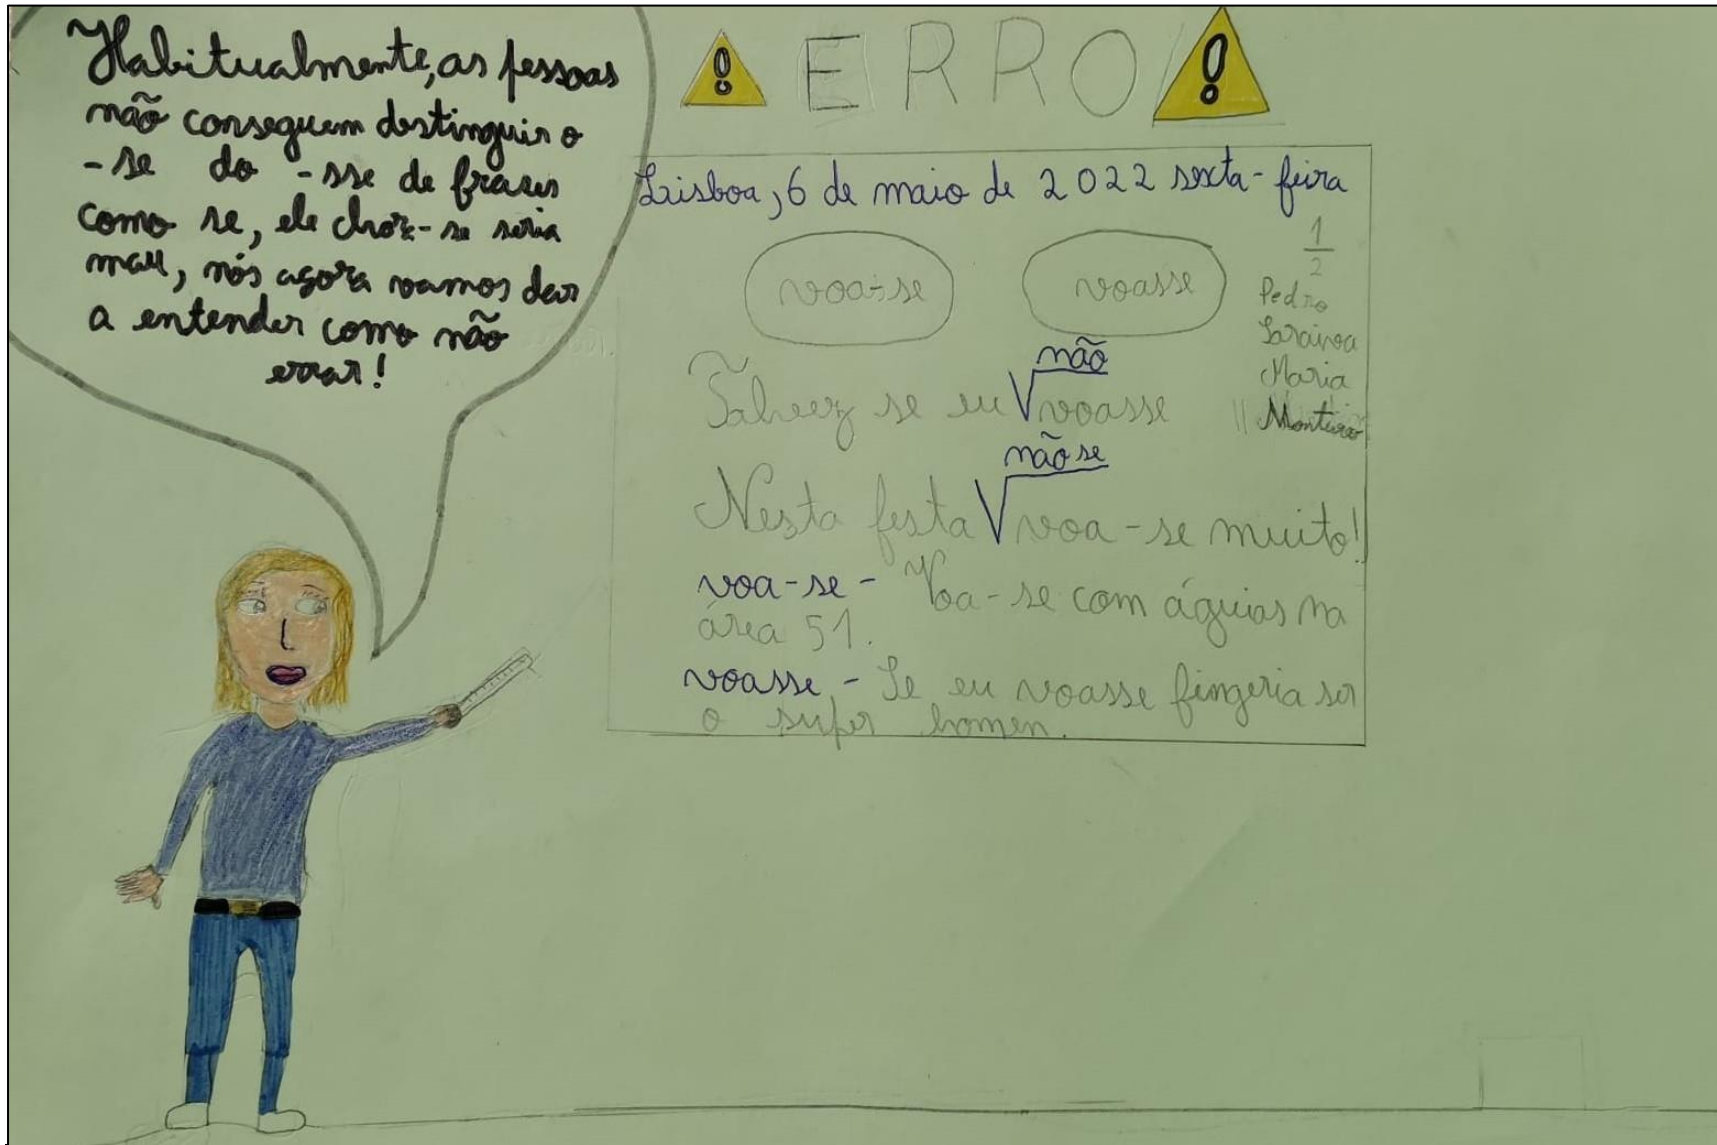 Habitualmente, as pessoas
não conseguem destinguir o
-se do -sse de frases
como se, ele chora-se seria
mau, nós agora vamos dar
a entender como não
errar!
! ERRO !
Lisboa, 6 de maio de 2022 sexta-feira
voa-se voasse
1
2
Pedro
Saraiva
Maria
Monteiro
não
Talvez se eu voasse
não se
Nesta festa voa-se muito!
voa-se - Voa-se com águias na
área 51.
voasse - Se eu voasse fingeria ser
o super homen.